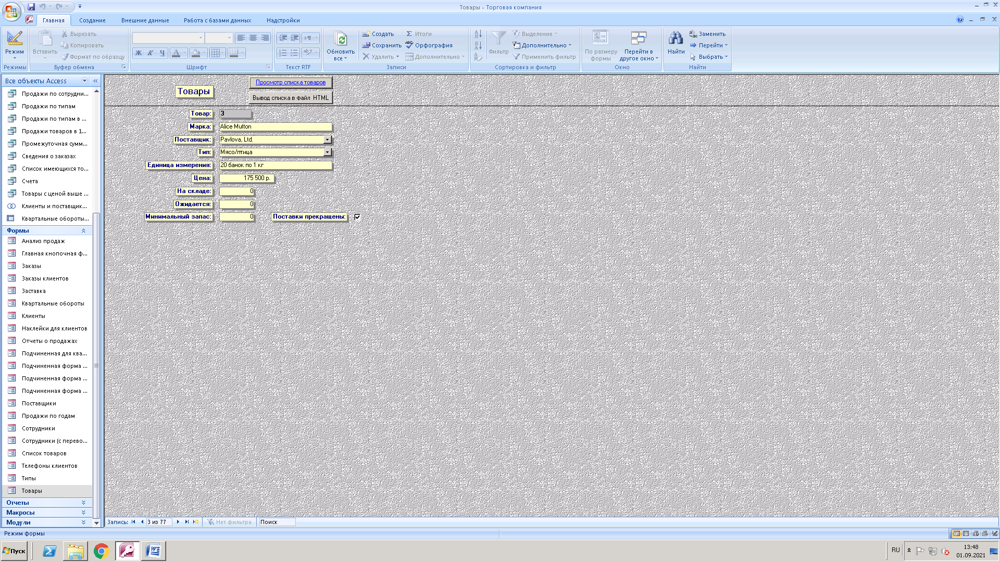 Товары - Торговая компания
Главная
Создание
Внешние данные
Работа с базами данных
Надстройки
Режим
Режимы
Вставить
Вырезать
Копировать
Формат по образцу
Буфер обмена
Ж К Ч А
Шрифт
Текст RTF
Обновить все
Создать
Сохранить
Удалить
Итоги
Орфография
Дополнительно
Записи
Фильтр
Выделение
Дополнительно
Применить фильтр
Сортировка и фильтр
По размеру формы
Перейти в другое окно
Окно
Найти
Заменить
Перейти
Выбрать
Найти
Все объекты Access
Продажи по сотрудни...
Продажи по типам
Продажи по типам в ...
Продажи товаров в 1...
Промежуточная сумм...
Сведения о заказах
Список имеющихся то...
Счета
Товары с ценой выше ...
Клиенты и поставщик...
Квартальные обороты...
Формы
Анализ продаж
Главная кнопочная ф...
Заказы
Заказы клиентов
Заставка
Квартальные обороты
Клиенты
Наклейки для клиентов
Отчеты о продажах
Подчиненная для ква...
Подчиненная форма ...
Подчиненная форма ...
Подчиненная форма ...
Поставщики
Продажи по годам
Сотрудники
Сотрудники (с перево...
Список товаров
Телефоны клиентов
Типы
Товары
Отчеты
Макросы
Модули
Товары
Просмотр списка товаров
Вывод списка в файл HTML
Товар: 3
Марка: Alice Mutton
Поставщик: Pavlova, Ltd.
Тип: Мясо/птица
Единица измерения: 20 банок по 1 кг
Цена: 175 500 р.
На складе: 0
Ожидается: 0
Минимальный запас: 0 Поставки прекращены:
Запись: 3 из 77 Нет фильтра Поиск
Режим формы
Пуск
RU
13:48
01.09.2021